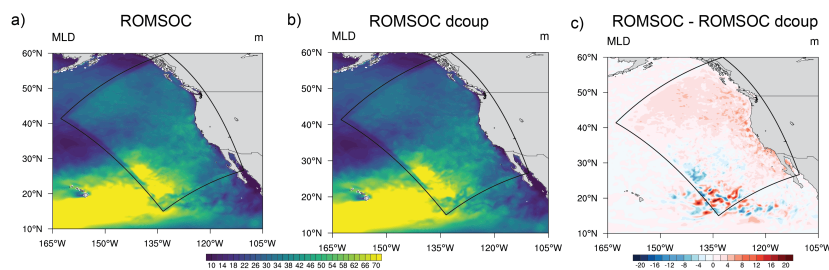 a) ROMSOC
MLD m
60°N
50°N
40°N
30°N
20°N
10°N
165°W 150°W 135°W 120°W 105°W
b) ROMSOC dcoup
MLD m
60°N
50°N
40°N
30°N
20°N
10°N
165°W 150°W 135°W 120°W 105°W
10 14 18 22 26 30 34 38 42 46 50 54 58 62 66 70
c) ROMSOC - ROMSOC dcoup
MLD m
60°N
50°N
40°N
30°N
20°N
10°N
165°W 150°W 135°W 120°W 105°W
-20 -16 -12 -8 -4 0 4 8 12 16 20